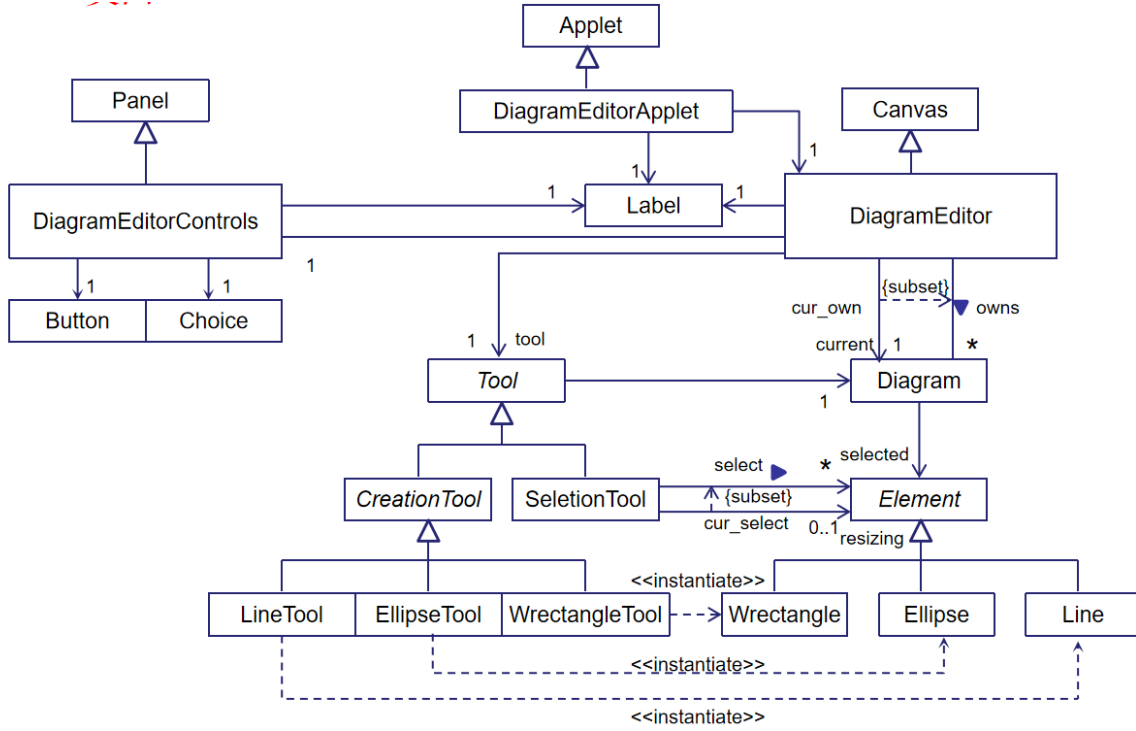 Applet
Panel
DiagramEditorApplet
Canvas
1
1
1
1
DiagramEditorControls
Label
DiagramEditor
1
1
1
{subset}
Button
Choice
cur_own
owns
1
tool
current
1
*
Tool
Diagram
1
select
*
selected
CreationTool
SeletionTool
{subset}
Element
cur_select
0..1
resizing
<<instantiate>>
LineTool
EllipseTool
WrectangleTool
Wrectangle
Ellipse
Line
<<instantiate>>
<<instantiate>>